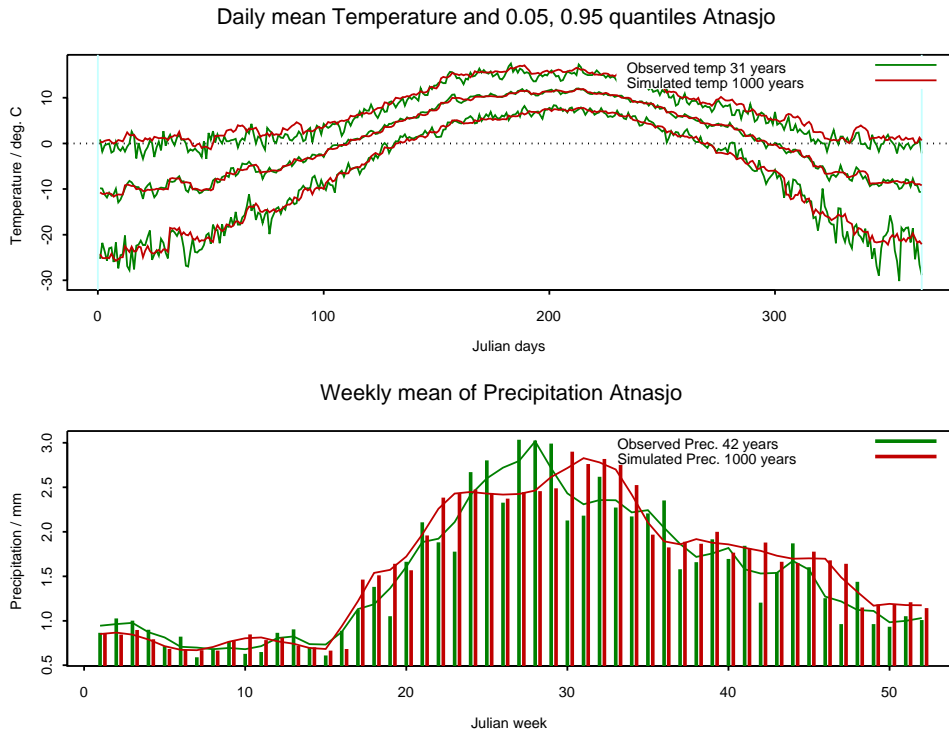 Daily mean Temperature and 0.05, 0.95 quantiles Atnasjo
Temperature / deg. C
10
0
-10
-20
-30
Observed temp 31 years
Simulated temp 1000 years
0 100 200 300
Julian days
Weekly mean of Precipitation Atnasjo
Precipitation / mm
3.0
2.5
2.0
1.5
1.0
0.5
Observed Prec. 42 years
Simulated Prec. 1000 years
0 10 20 30 40 50
Julian week